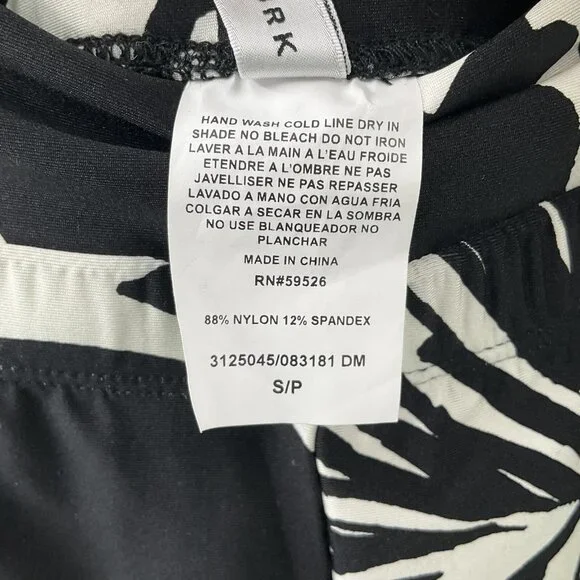 ORK
HAND WASH COLD LINE DRY IN
SHADE NO BLEACH DO NOT IRON
LAVER A LA MAIN A L'EAU FROIDE
ETENDRE A L'OMBRE NE PAS
JAVELLISER NE PAS REPASSER
LAVADO A MANO CON AGUA FRIA
COLGAR A SECAR EN LA SOMBRA
NO USE BLANQUEADOR NO
PLANCHAR
MADE IN CHINA
RN#59526
88% NYLON 12% SPANDEX
3125045/083181 DM
S/P